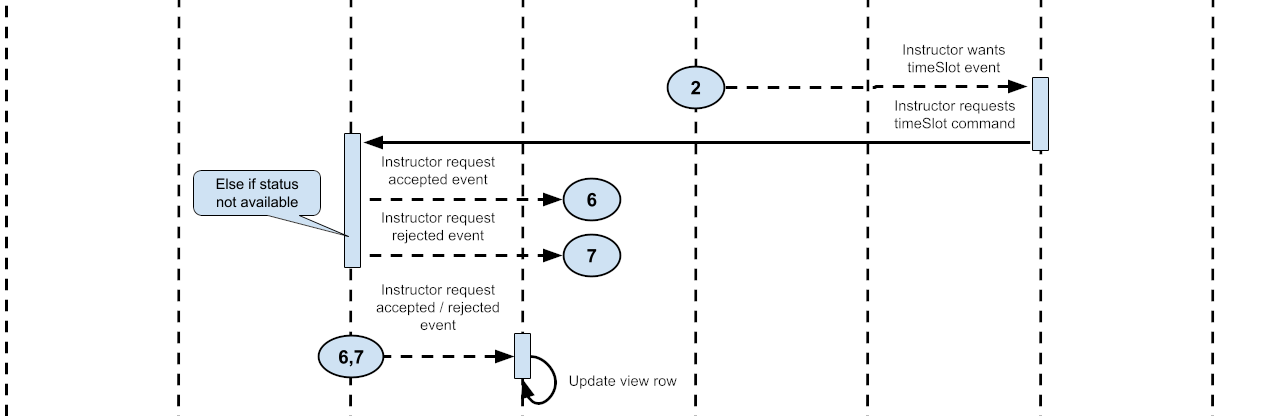 Instructor wants
timeSlot event
2
Instructor requests
timeSlot command
Instructor request
accepted event
Else if status
not available
6
Instructor request
rejected event
7
Instructor request
accepted / rejected
event
6,7
Update view row